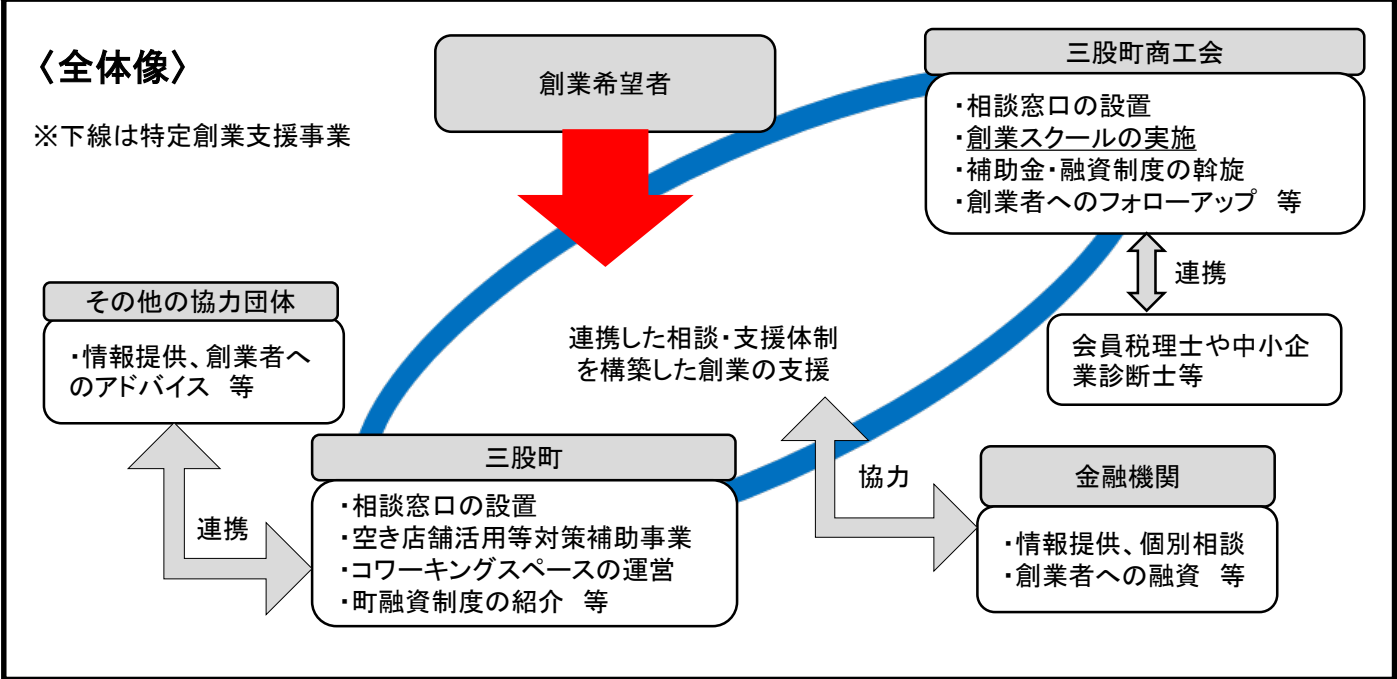 〈全体像〉
※下線は特定創業支援事業
創業希望者
三股町商工会
・相談窓口の設置
・創業スクールの実施
・補助金・融資制度の斡旋
・創業者へのフォローアップ　等
連携
会員税理士や中小企
業診断士等
その他の協力団体
・情報提供、創業者へ
のアドバイス　等
連携した相談・支援体制
を構築した創業の支援
連携
三股町
・相談窓口の設置
・空き店舗活用等対策補助事業
・コワーキングスペースの運営
・町融資制度の紹介　等
協力
金融機関
・情報提供、個別相談
・創業者への融資　等